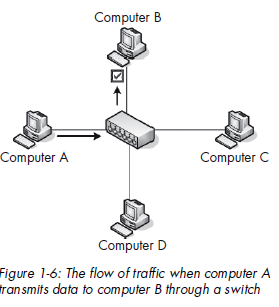 Computer B
Computer A
Computer C
Computer D
Figure 1-6: The flow of traffic when computer A
transmits data to computer B through a switch